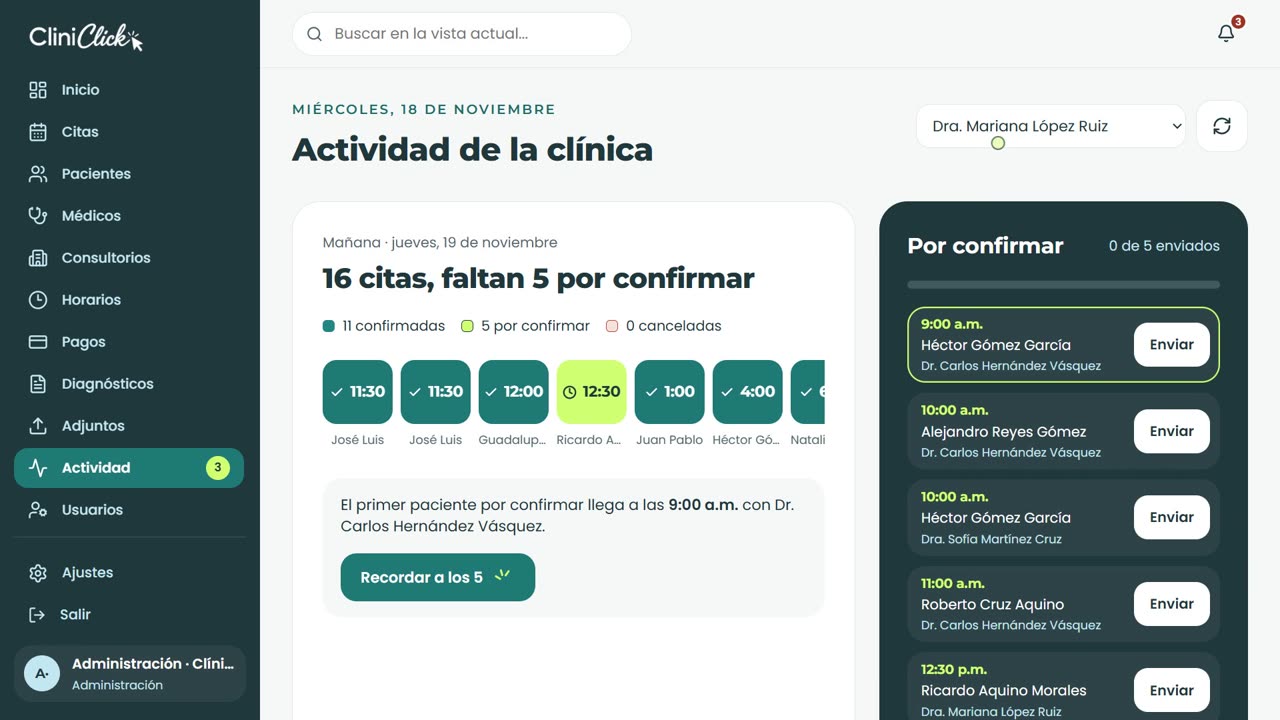 CliniClick
Inicio
Citas
Pacientes
Médicos
Consultorios
Horarios
Pagos
Diagnósticos
Adjuntos
Actividad 3
Usuarios
Ajustes
Salir
A·
Administración · Clíni...
Administración
Buscar en la vista actual...
3
MIÉRCOLES, 18 DE NOVIEMBRE
Actividad de la clínica
Dra. Mariana López Ruiz
Mañana · jueves, 19 de noviembre
16 citas, faltan 5 por confirmar
11 confirmadas 5 por confirmar 0 canceladas
11:30 11:30 12:00 12:30 1:00 4:00
José Luis José Luis Guadalup... Ricardo A... Juan Pablo Héctor Gó... Natali
El primer paciente por confirmar llega a las 9:00 a.m. con Dr.
Carlos Hernández Vásquez.
Recordar a los 5
Por confirmar 0 de 5 enviados
9:00 a.m.
Héctor Gómez García
Dr. Carlos Hernández Vásquez
Enviar
10:00 a.m.
Alejandro Reyes Gómez
Dr. Carlos Hernández Vásquez
Enviar
10:00 a.m.
Héctor Gómez García
Dra. Sofía Martínez Cruz
Enviar
11:00 a.m.
Roberto Cruz Aquino
Dr. Carlos Hernández Vásquez
Enviar
12:30 p.m.
Ricardo Aquino Morales
Dra. Mariana López Ruiz
Enviar